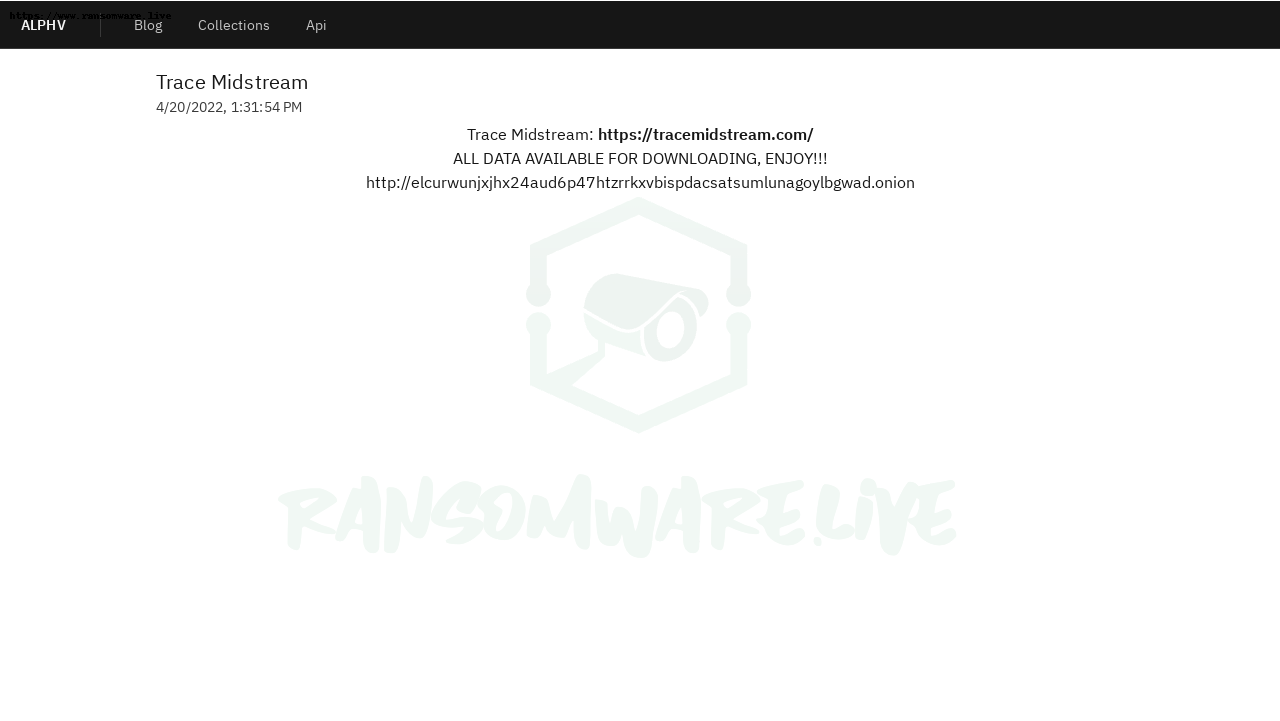 https://www.ransomware.live
ALPHV
Blog
Collections
Api
Trace Midstream
4/20/2022, 1:31:54 PM
Trace Midstream: https://tracemidstream.com/
ALL DATA AVAILABLE FOR DOWNLOADING, ENJOY!!!
http://elcurwunjxjhx24aud6p47htzrrkxvbispdacsatsumlunagoylbgwad.onion
RANSOMWARE.LiVE